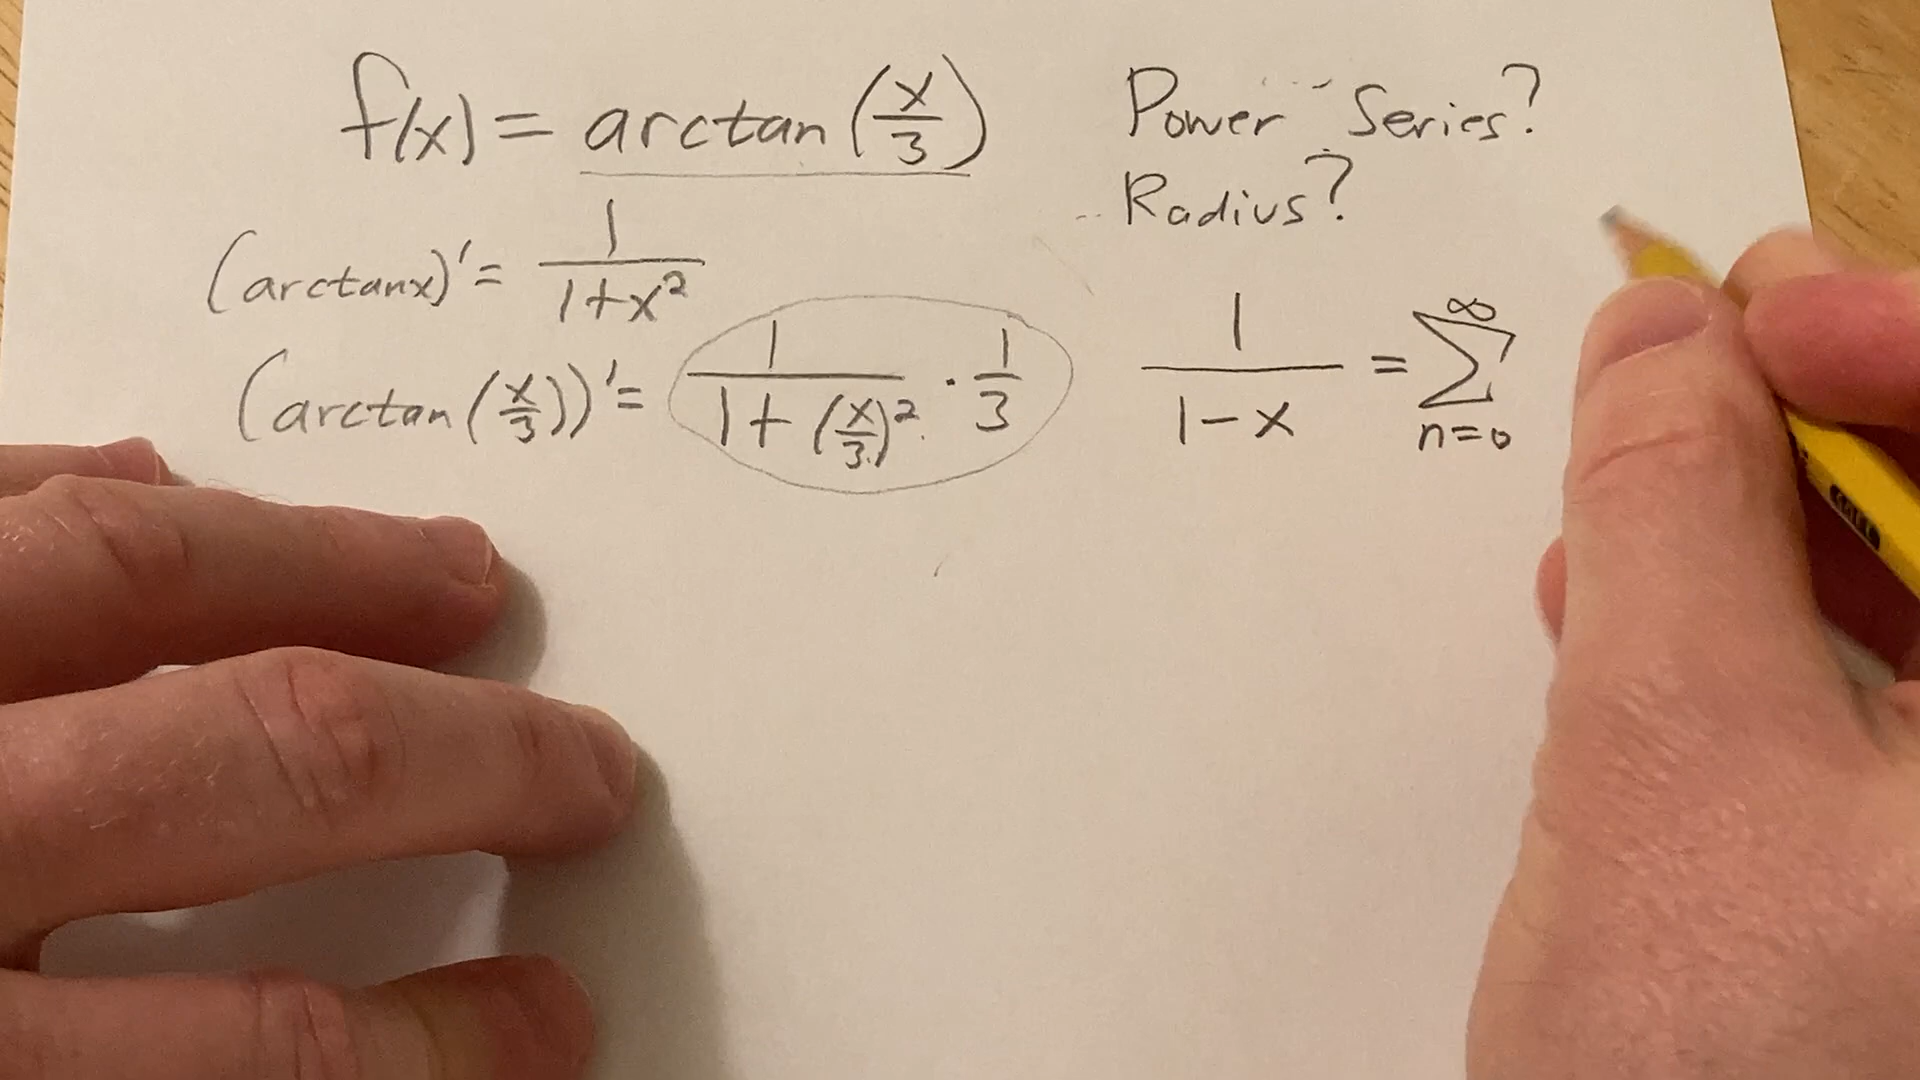 f(x) = arctan(x/3)
Power Series?
Radius?
(arctanx)' = 1/(1+x²)
(arctan(x/3))' = 1/(1+(x/3)²) · 1/3
1/(1-x) = ∑_{n=0}^{∞}